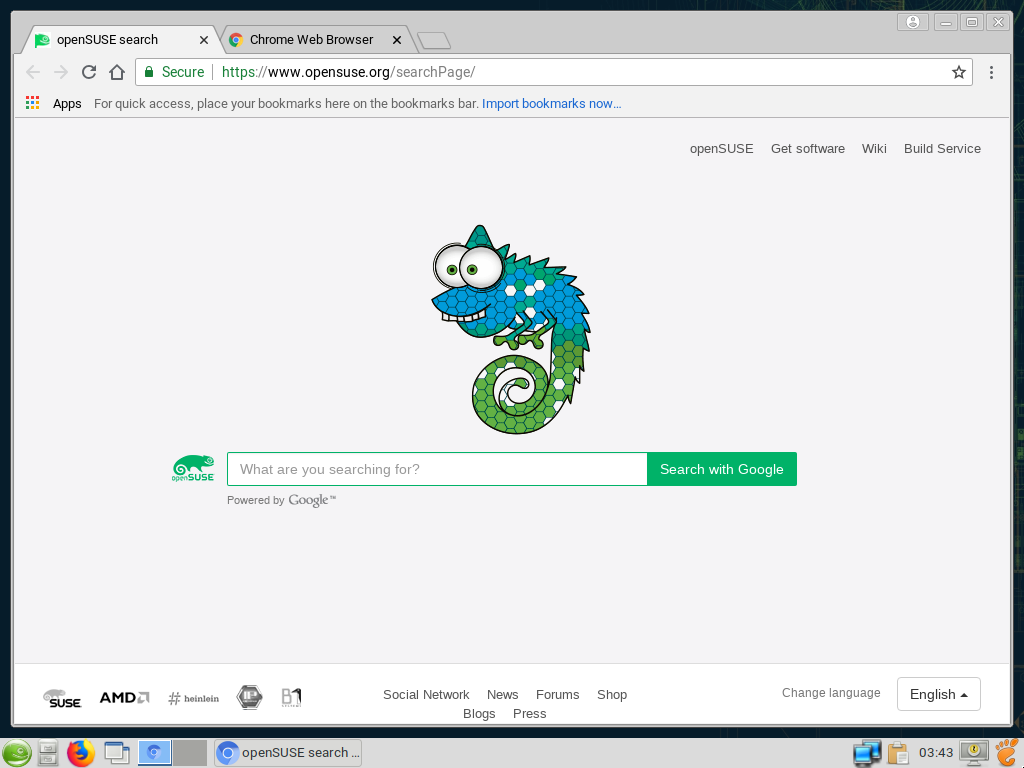 openSUSE search
Chrome Web Browser
Secure https://www.opensuse.org/searchPage/
Apps For quick access, place your bookmarks here on the bookmarks bar. Import bookmarks now...
openSUSE Get software Wiki Build Service
openSUSE What are you searching for? Search with Google
Powered by Google™
SUSE AMD #heinlein B1 Social Network News Forums Shop Change language English
Blogs Press
openSUSE search ... 03:43